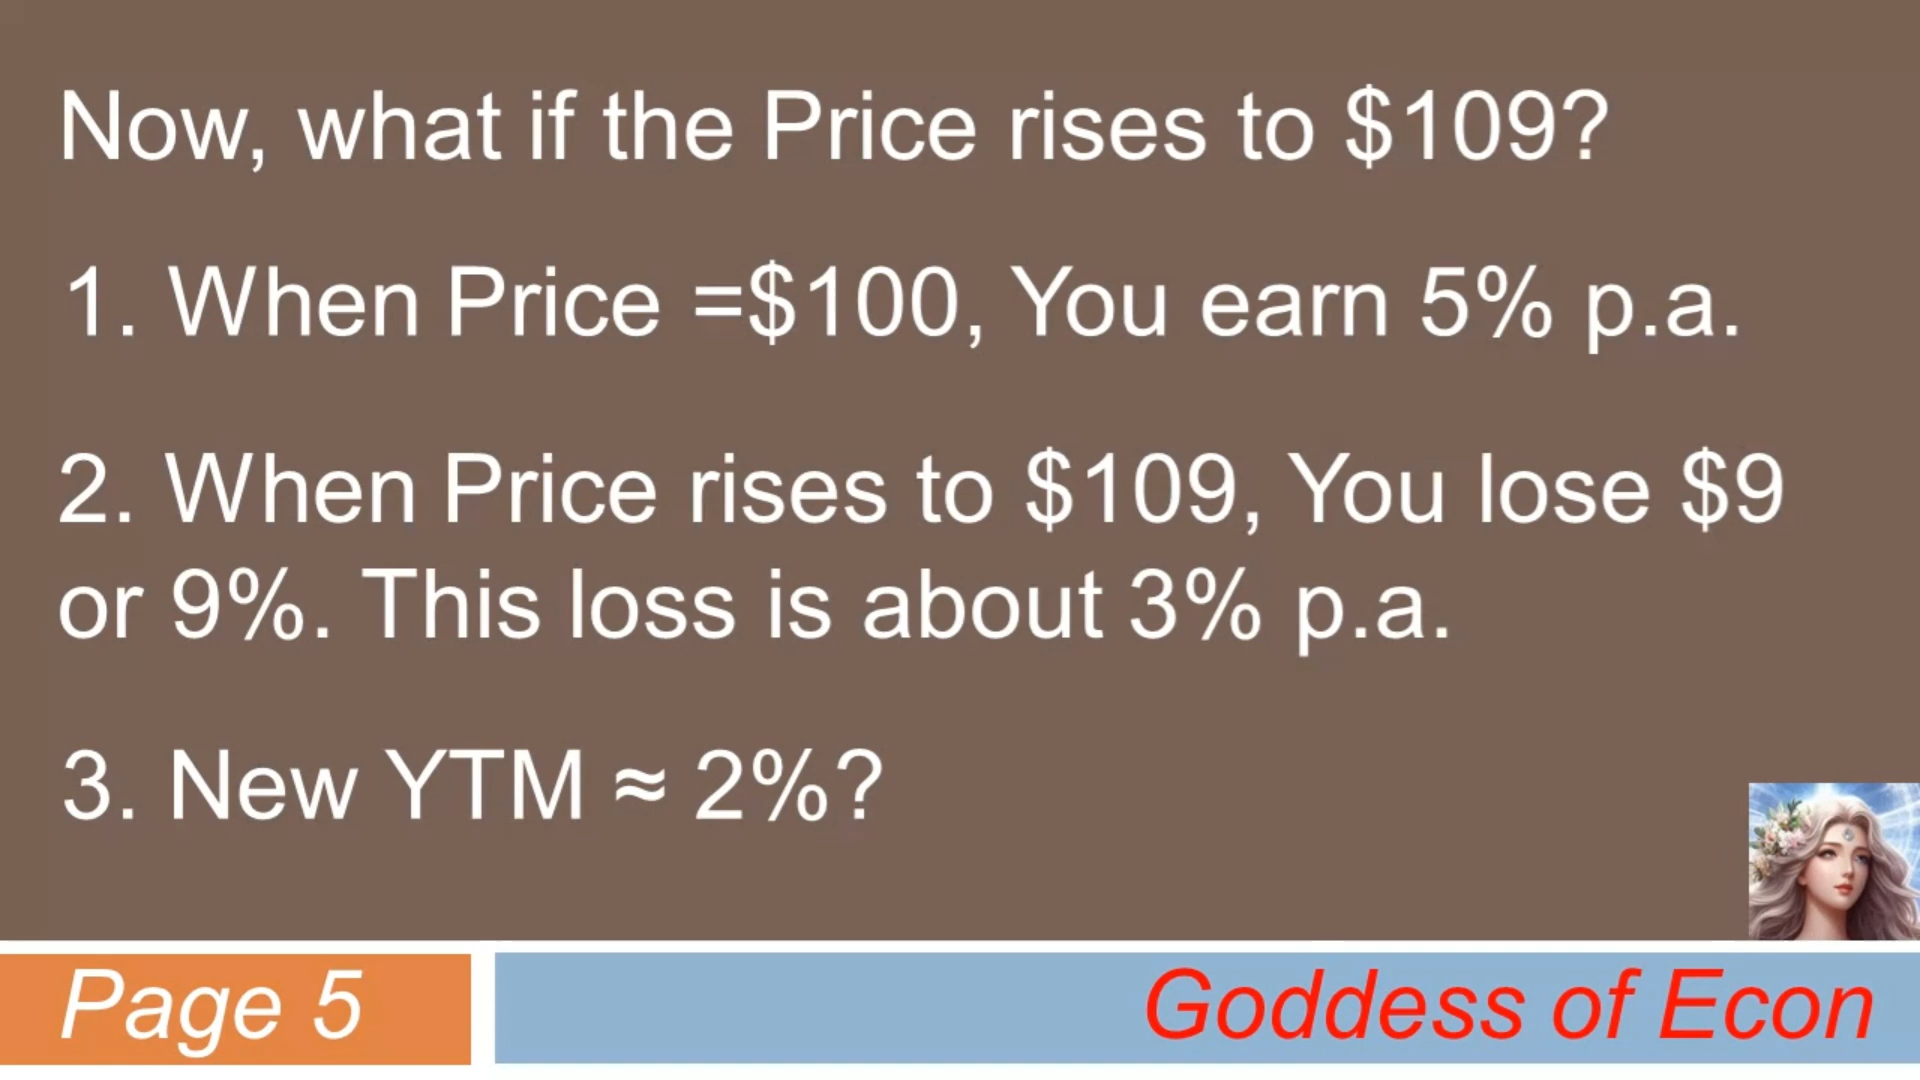 Now, what if the Price rises to $109?
1. When Price =$100, You earn 5% p.a.
2. When Price rises to $109, You lose $9
or 9%. This loss is about 3% p.a.
3. New YTM ≈ 2%?
Page 5
Goddess of Econ